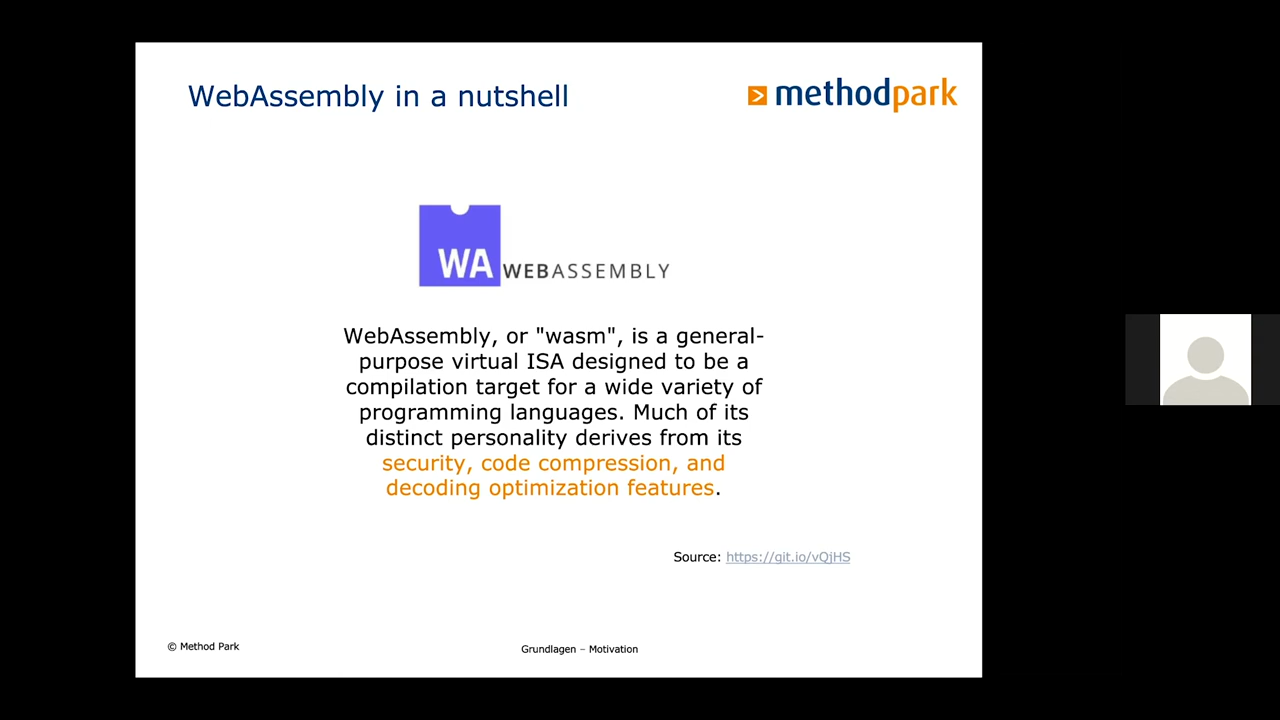 WebAssembly in a nutshell
methodpark
WA WEBASSEMBLY
WebAssembly, or "wasm", is a general-
purpose virtual ISA designed to be a
compilation target for a wide variety of
programming languages. Much of its
distinct personality derives from its
security, code compression, and
decoding optimization features.
Source: https://git.io/vQjHS
© Method Park
Grundlagen – Motivation